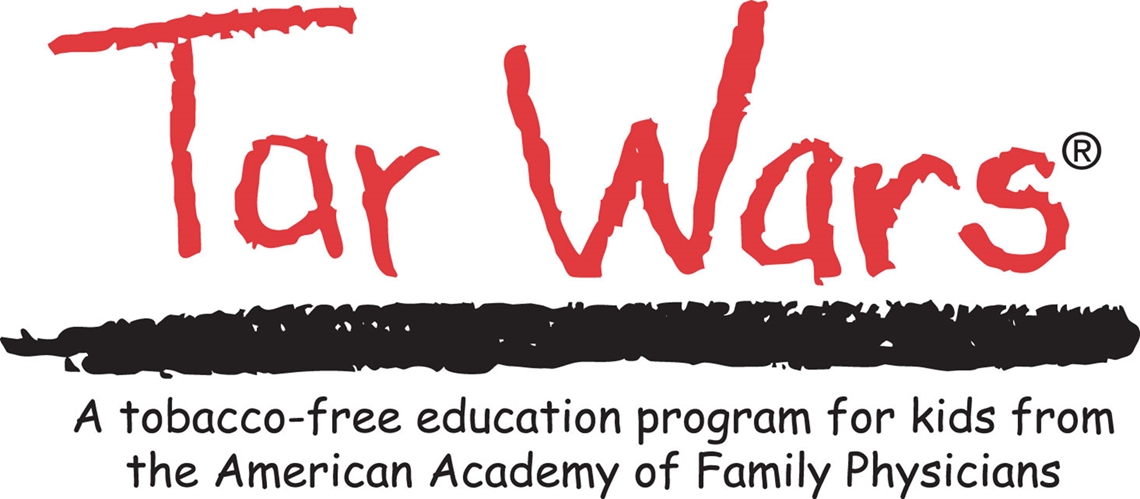 Tar Wars®
A tobacco-free education program for kids from
the American Academy of Family Physicians